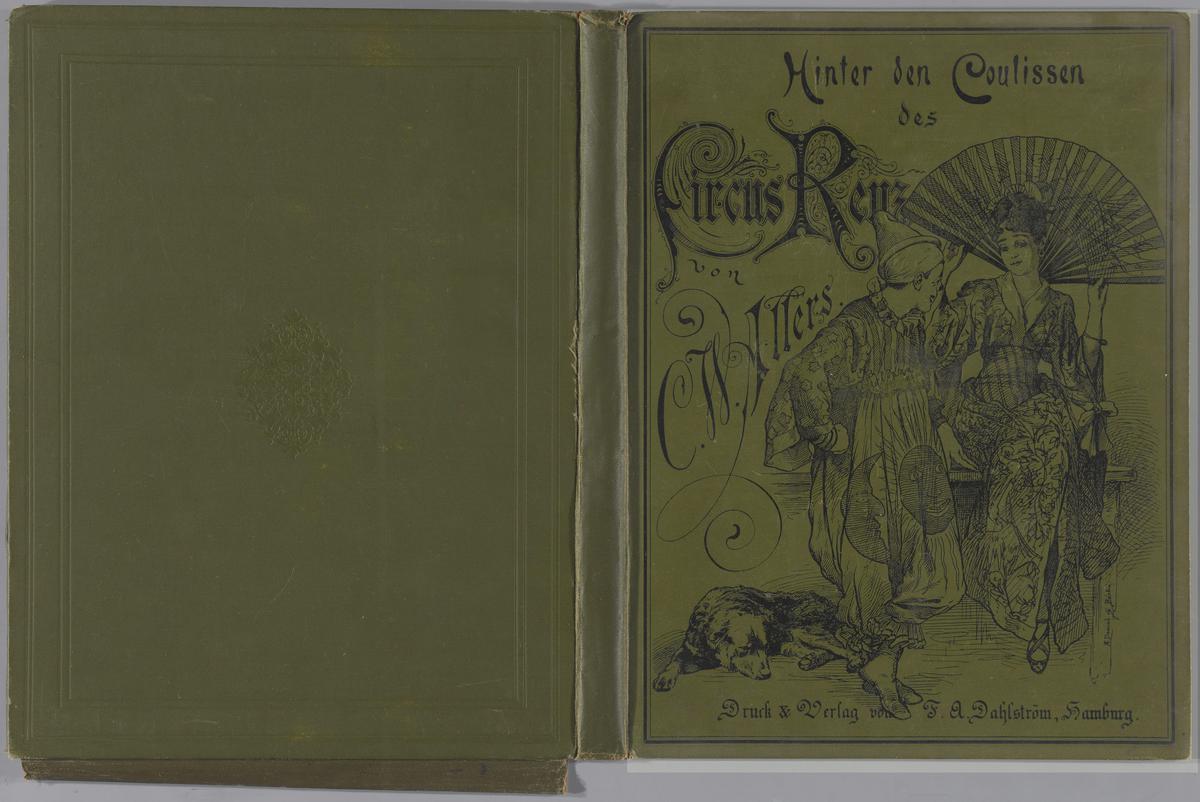 Hinter den Coulissen
des
Circus Renz
von
C. W. Allers.
Druck & Verlag von F. A. Dahlström, Hamburg.